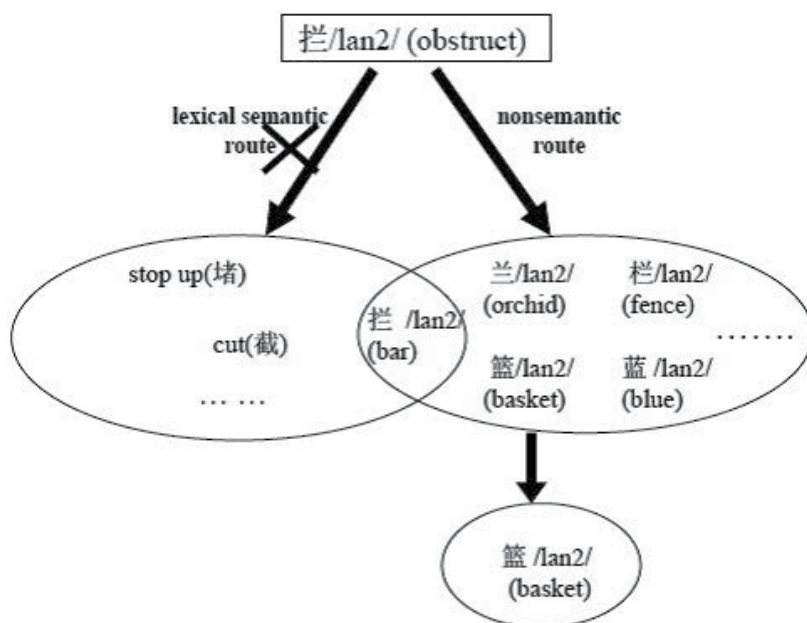 拦/lan2/ (obstruct)
lexical semantic
route
nonsemantic
route
stop up(堵)
cut(截)
... ...
拦 /lan2/
(bar)
兰/lan2/
(orchid)
栏/lan2/
(fence)
.......
篮/lan2/
(basket)
蓝 /lan2/
(blue)
篮 /lan2/
(basket)